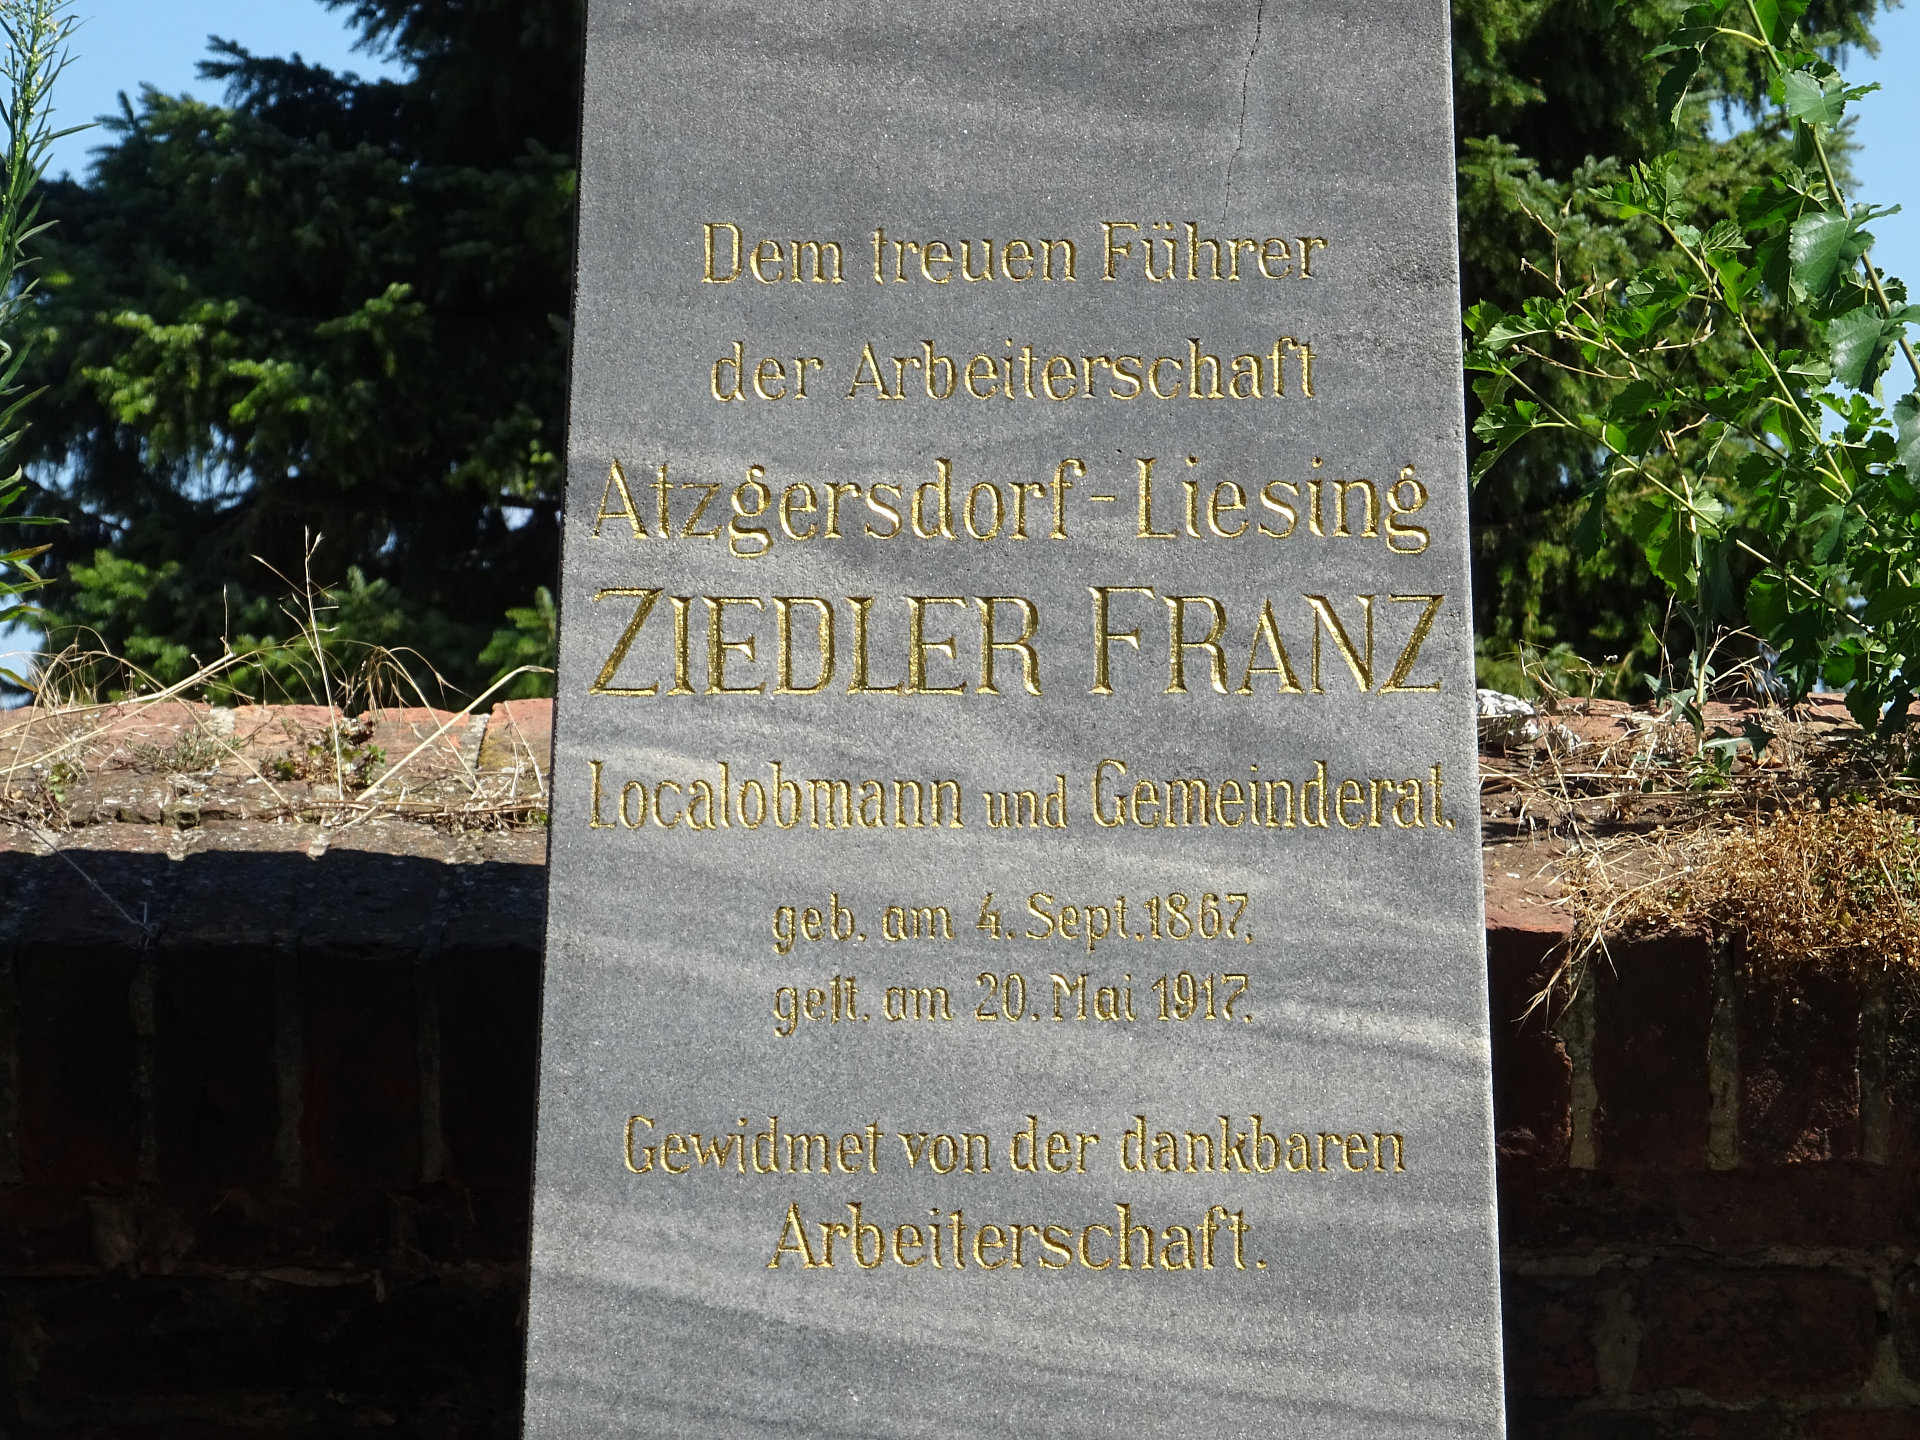 Dem treuen Führer
der Arbeiterschaft
Atzgersdorf-Liesing
ZIEDLER FRANZ
Localobmann und Gemeinderat.
geb. am 4. Sept. 1867.
gest. am 20. Mai 1917.
Gewidmet von der dankbaren
Arbeiterschaft.